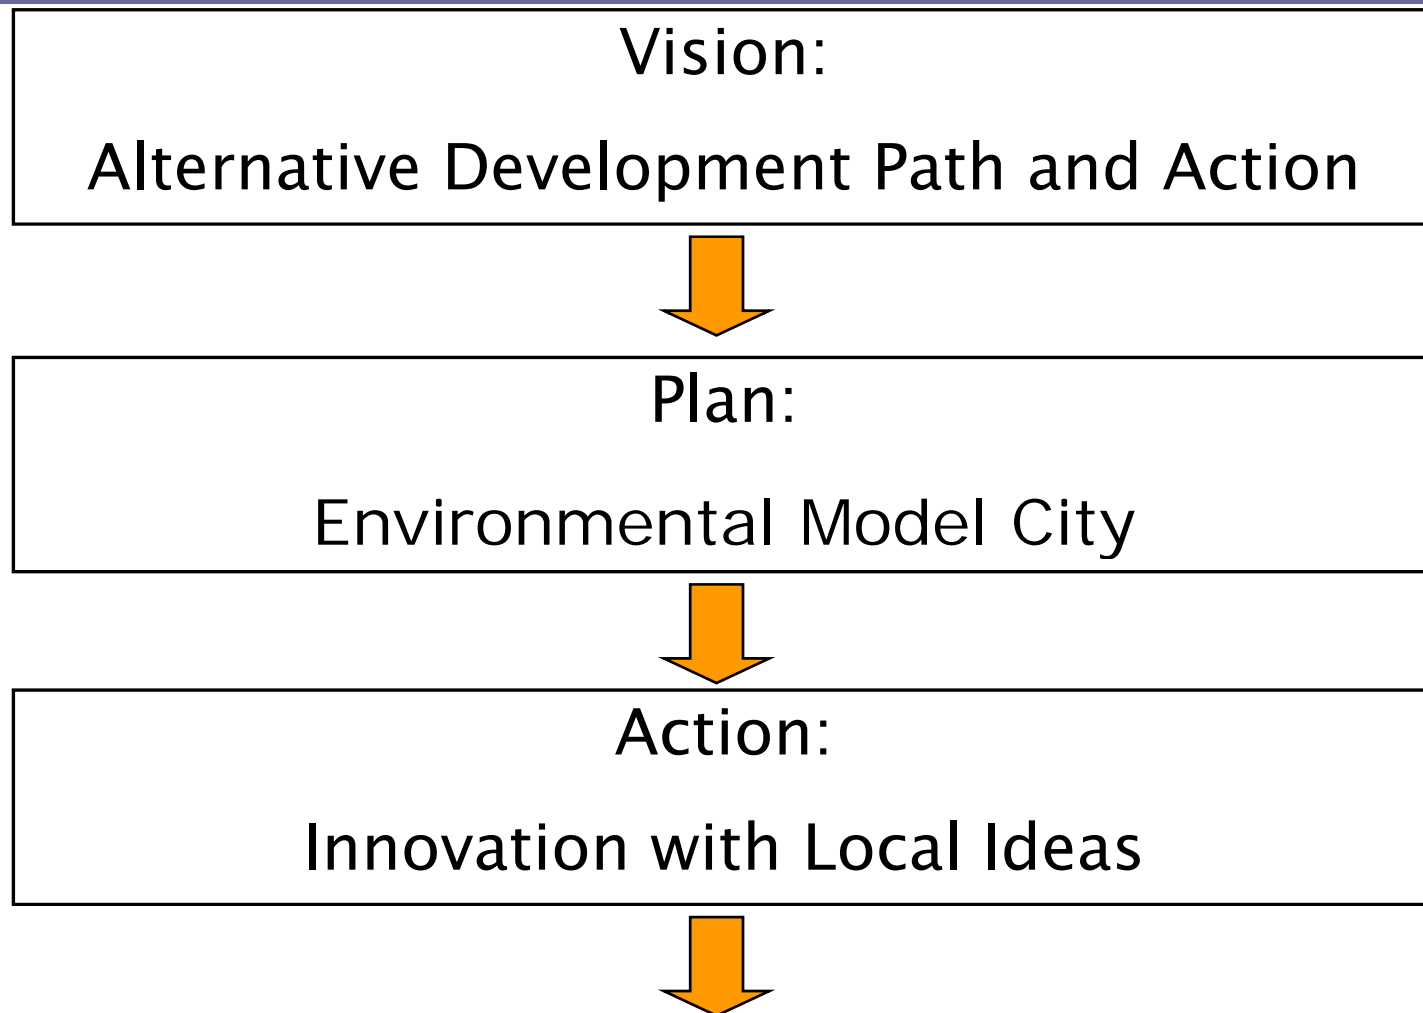 Vision:
Alternative Development Path and Action
Plan:
Environmental Model City
Action:
Innovation with Local Ideas